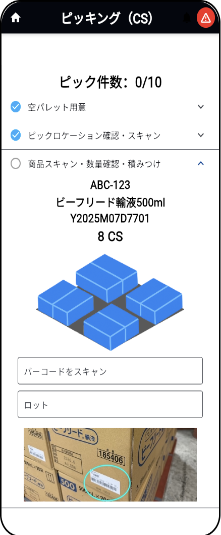 ピッキング（CS）
ピック件数：0/10
空パレット用意
ピックロケーション確認・スキャン
商品スキャン・数量確認・積みつけ
ABC-123
ビーフリード輸液500ml
Y2025M07D7701
8 CS
バーコードをスキャン
ロット
185406
500